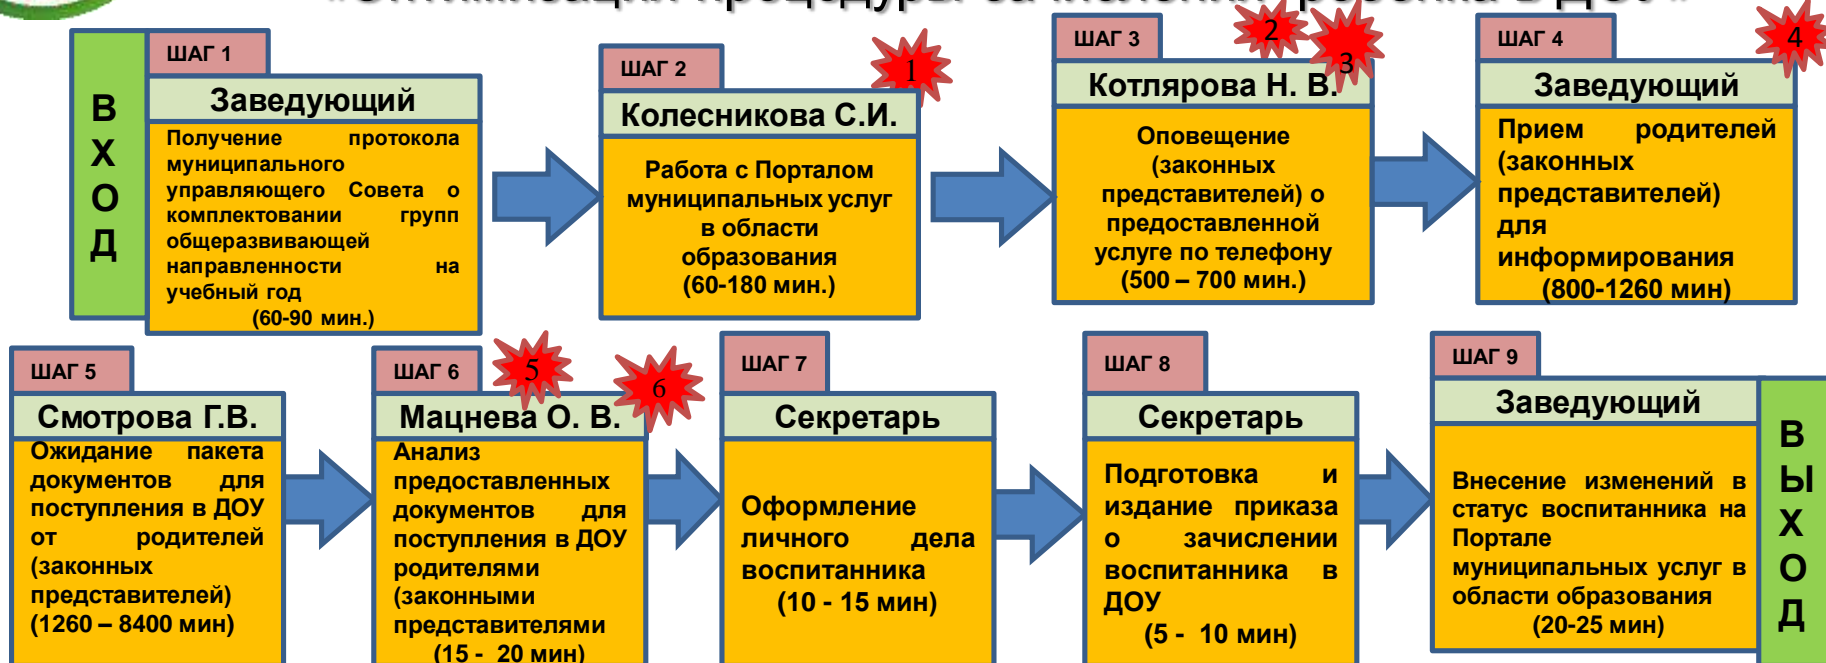 «Оптимизация процедуры зачисления ребенка в ДОУ»
ВХОД
ШАГ 1
Заведующий
Получение протокола
муниципального
управляющего Совета о
комплектовании групп
общеразвивающей
направленности на
учебный год
(60-90 мин.)
ШАГ 2
1
Колесникова С.И.
Работа с Порталом
муниципальных услуг
в области
образования
(60-180 мин.)
ШАГ 3
2
3
Котлярова Н. В.
Оповещение
(законных
представителей) о
предоставленной
услуге по телефону
(500 – 700 мин.)
ШАГ 4
4
Заведующий
Прием родителей
(законных
представителей)
для
информирования
(800-1260 мин)
ШАГ 5
Смотрова Г.В.
Ожидание пакета
документов для
поступления в ДОУ
от родителей
(законных
представителей)
(1260 – 8400 мин)
ШАГ 6
5
6
Мацнева О. В.
Анализ
предоставленных
документов для
поступления в ДОУ
родителями
(законными
представителями
(15 - 20 мин)
ШАГ 7
Секретарь
Оформление
личного дела
воспитанника
(10 - 15 мин)
ШАГ 8
Секретарь
Подготовка и
издание приказа
о зачислении
воспитанника в
ДОУ
(5 - 10 мин)
ШАГ 9
Заведующий
Внесение изменений в
статус воспитанника на
Портале
муниципальных услуг в
области образования
(20-25 мин)
ВЫХОД